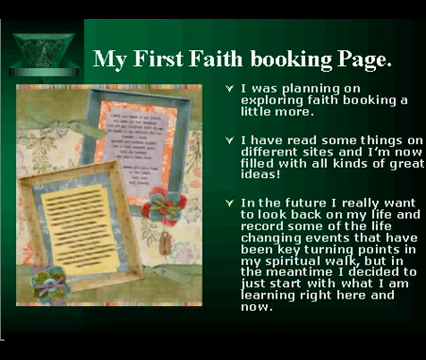 My First Faith booking Page.
I was planning on
exploring faith booking a
little more.
I have read some things on
different sites and I'm now
filled with all kinds of great
ideas!
In the future I really want
to look back on my life and
record some of the life
changing events that have
been key turning points in
my spiritual walk, but in
the meantime I decided to
just start with what I am
learning right here and
now.